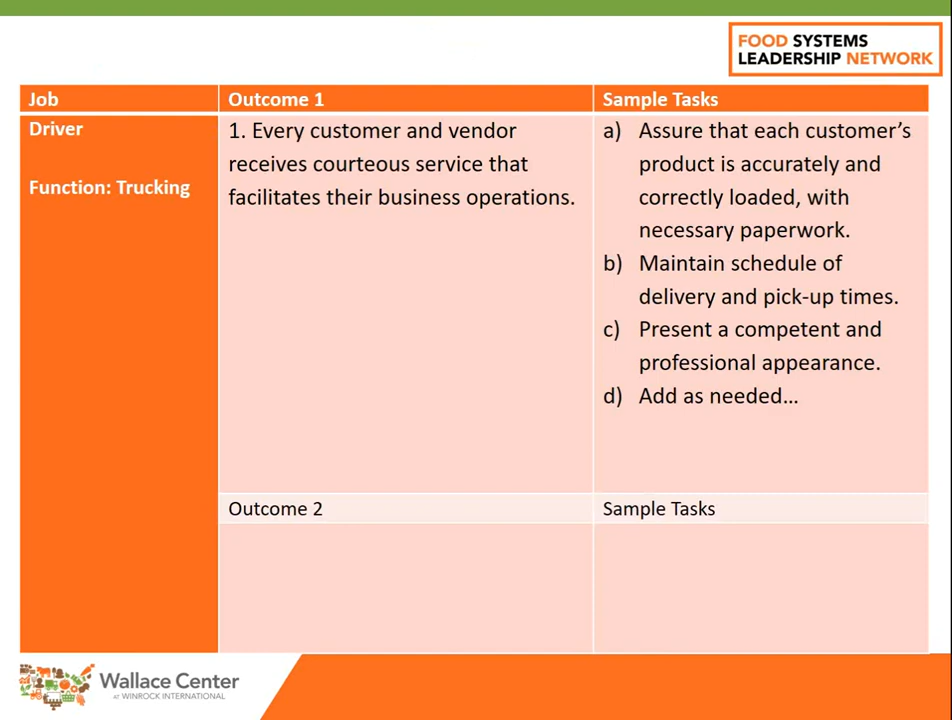 FOOD SYSTEMS
LEADERSHIP NETWORK
Job
Outcome 1
Sample Tasks
Driver
Function: Trucking
1. Every customer and vendor
receives courteous service that
facilitates their business operations.
a) Assure that each customer’s
product is accurately and
correctly loaded, with
necessary paperwork.
b) Maintain schedule of
delivery and pick-up times.
c) Present a competent and
professional appearance.
d) Add as needed…
Outcome 2
Sample Tasks
Wallace Center
AT WINROCK INTERNATIONAL